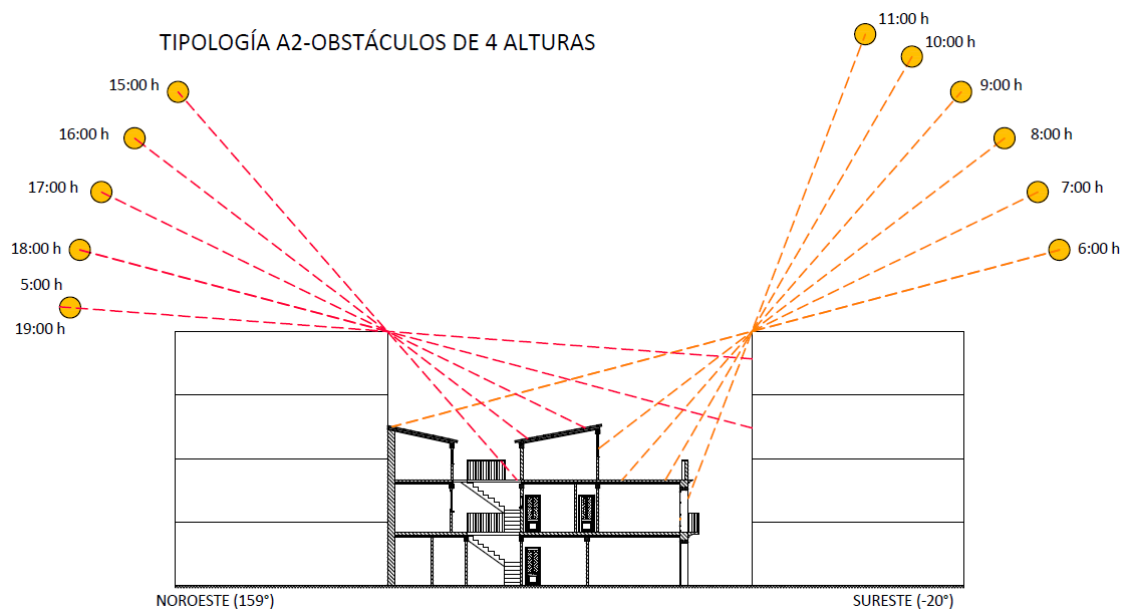 TIPOLOGÍA A2-OBSTÁCULOS DE 4 ALTURAS
15:00 h
16:00 h
17:00 h
18:00 h
5:00 h
19:00 h
11:00 h
10:00 h
9:00 h
8:00 h
7:00 h
6:00 h
NOROESTE (159°)
SURESTE (-20°)